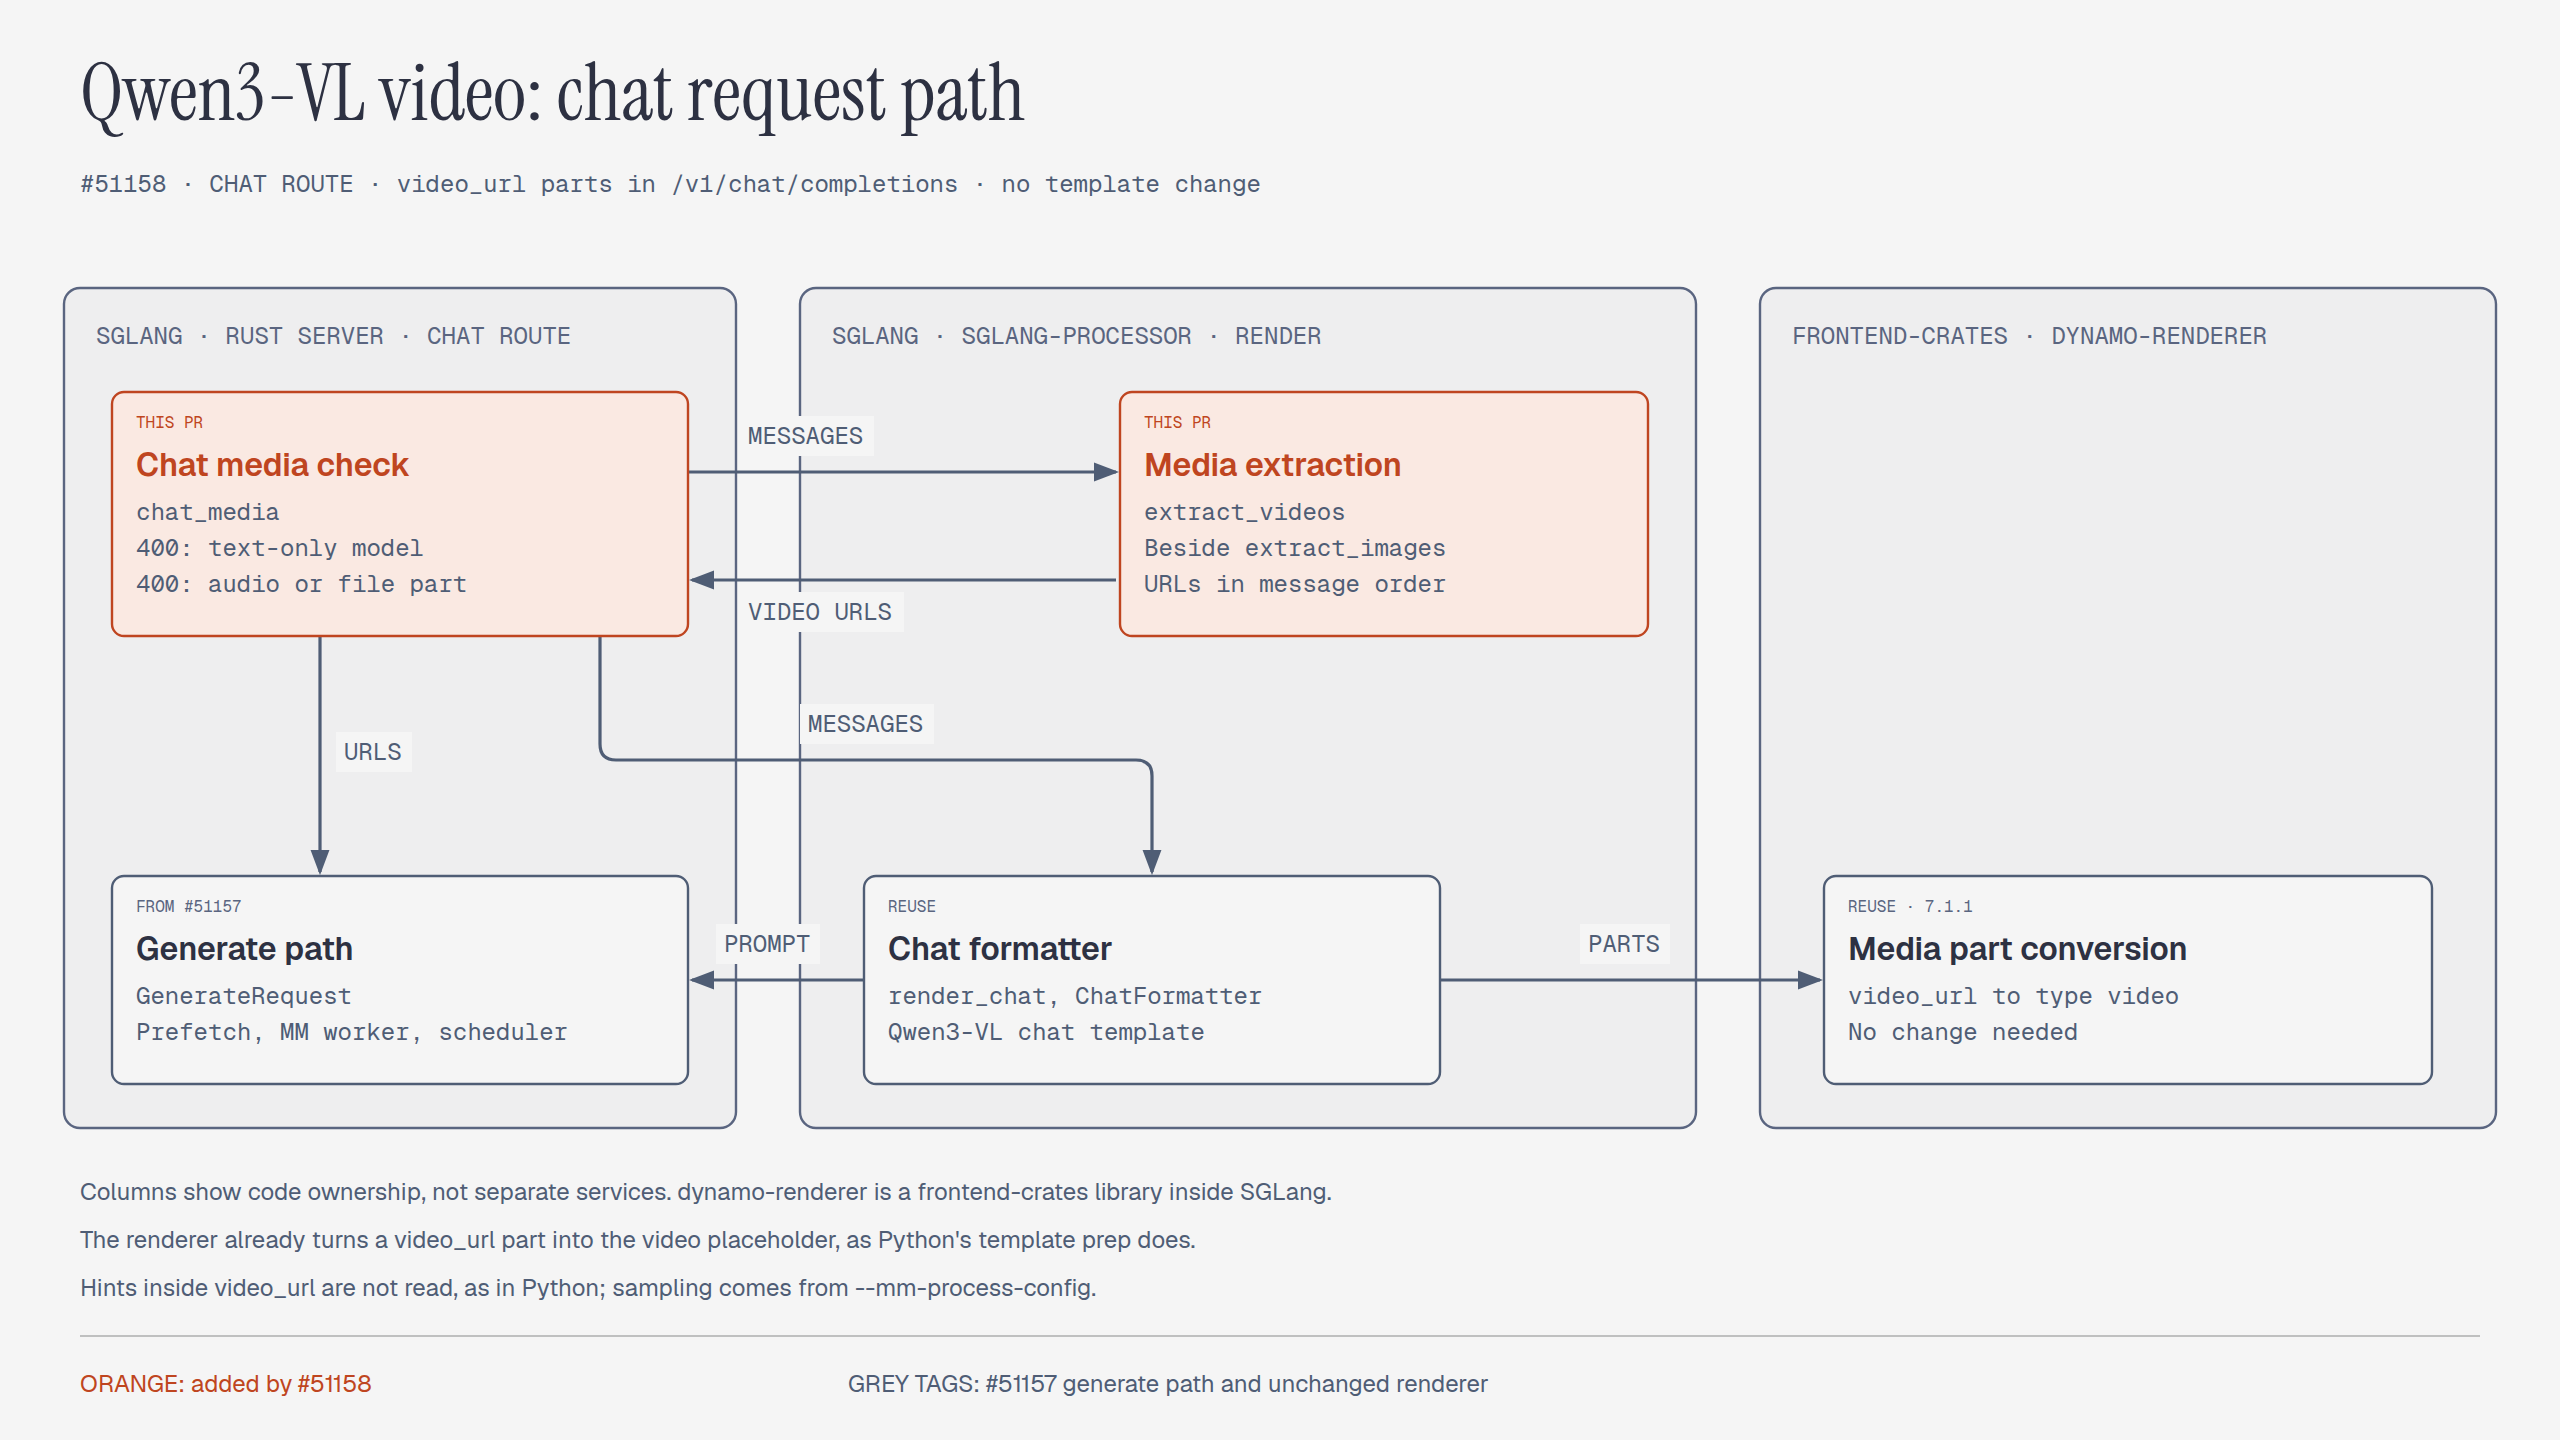 Qwen3-VL video: chat request path
#51158 · CHAT ROUTE · video_url parts in /v1/chat/completions · no template change
SGLANG · RUST SERVER · CHAT ROUTE
THIS PR
Chat media check
chat_media
400: text-only model
400: audio or file part
MESSAGES
VIDEO URLS
SGLANG · SGLANG-PROCESSOR · RENDER
THIS PR
Media extraction
extract_videos
Beside extract_images
URLs in message order
FRONTEND-CRATES · DYNAMO-RENDERER
URLS
MESSAGES
FROM #51157
Generate path
GenerateRequest
Prefetch, MM worker, scheduler
PROMPT
REUSE
Chat formatter
render_chat, ChatFormatter
Qwen3-VL chat template
PARTS
REUSE · 7.1.1
Media part conversion
video_url to type video
No change needed
Columns show code ownership, not separate services. dynamo-renderer is a frontend-crates library inside SGLang.
The renderer already turns a video_url part into the video placeholder, as Python's template prep does.
Hints inside video_url are not read, as in Python; sampling comes from --mm-process-config.
ORANGE: added by #51158
GREY TAGS: #51157 generate path and unchanged renderer